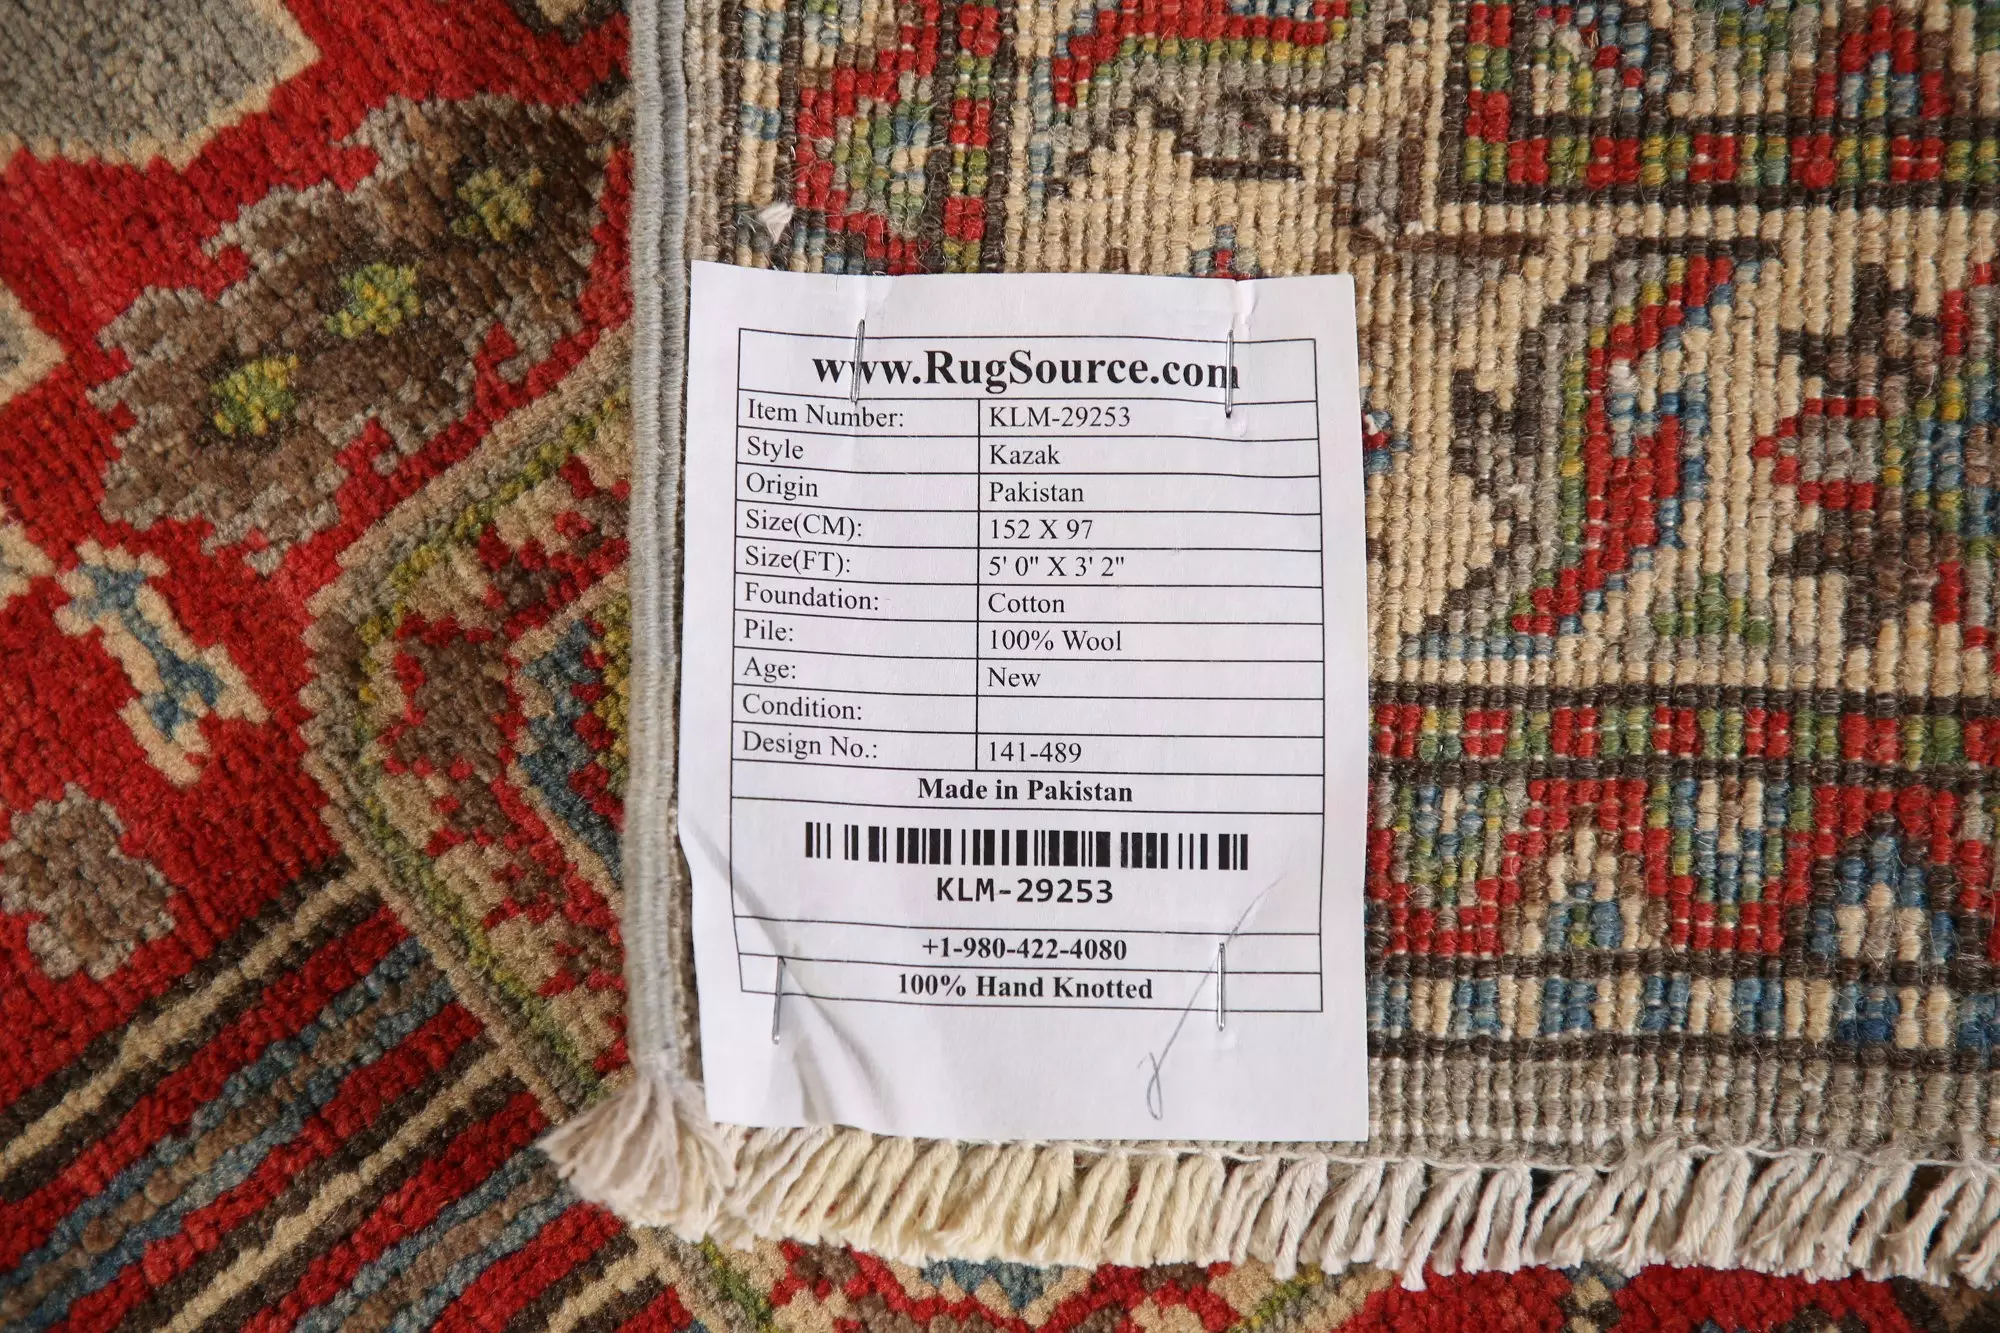 www.RugSource.com
Item Number: KLM-29253
Style Kazak
Origin Pakistan
Size(CM): 152 X 97
Size(FT): 5' 0" X 3' 2"
Foundation: Cotton
Pile: 100% Wool
Age: New
Condition:
Design No.: 141-489
Made in Pakistan
KLM-29253
+1-980-422-4080
100% Hand Knotted